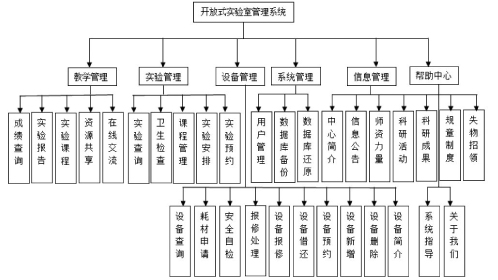 开放式实验室管理系统
教学管理
实验管理
设备管理
系统管理
信息管理
帮助中心
成绩查询
实验报告
实验课程
资源共享
在线交流
实验查询
卫生检查
课程管理
实验安排
实验预约
用户管理
数据库备份
数据库还原
中心简介
信息公告
师资力量
科研活动
科研成果
规章制度
失物招领
设备查询
耗材申请
安全自检
报修处理
设备报修
设备借还
设备预约
设备新增
设备删除
设备简介
系统指导
关于我们